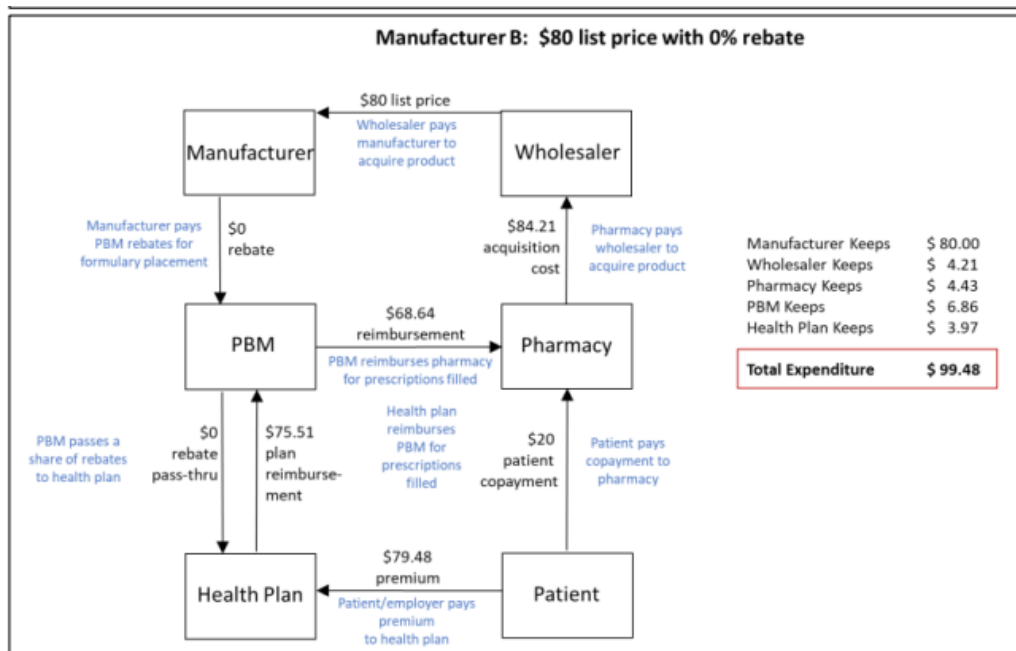 Manufacturer B:  $80 list price with 0% rebate
$80 list price
Wholesaler pays
manufacturer to
acquire product
Manufacturer
Wholesaler
Manufacturer pays
PBM rebates for
formulary placement
$0
rebate
$84.21
acquisition
cost
Pharmacy pays
wholesaler to
acquire product
Manufacturer Keeps $ 80.00
Wholesaler Keeps $ 4.21
Pharmacy Keeps $ 4.43
PBM Keeps $ 6.86
Health Plan Keeps $ 3.97
Total Expenditure $ 99.48
PBM
$68.64
reimbursement
PBM reimburses pharmacy
for prescriptions filled
Pharmacy
PBM passes a
share of rebates
to health plan
$0
rebate
pass-thru
$75.51
plan
reimburse-
ment
Health plan
reimburses
PBM for
prescriptions
filled
$20
patient
copayment
Patient pays
copayment to
pharmacy
Health Plan
$79.48
premium
Patient/employer pays
premium
to health plan
Patient